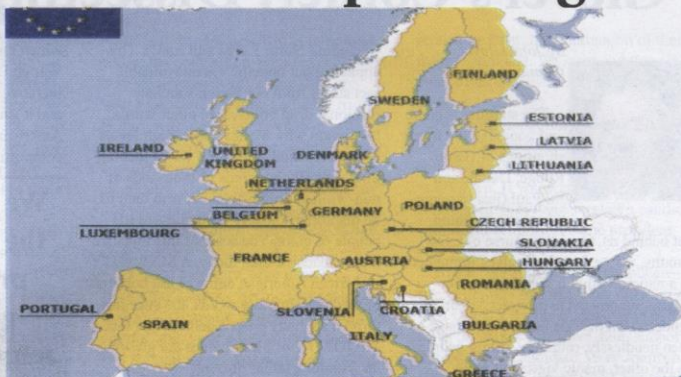 FINLAND
SWEDEN
ESTONIA
LATVIA
LITHUANIA
IRELAND
UNITED
KINGDOM
DENMARK
NETHERLANDS
BELGIUM
GERMANY
POLAND
LUXEMBOURG
CZECH REPUBLIC
SLOVAKIA
HUNGARY
FRANCE
AUSTRIA
ROMANIA
PORTUGAL
SPAIN
SLOVENIA
CROATIA
ITALY
BULGARIA
GREECE